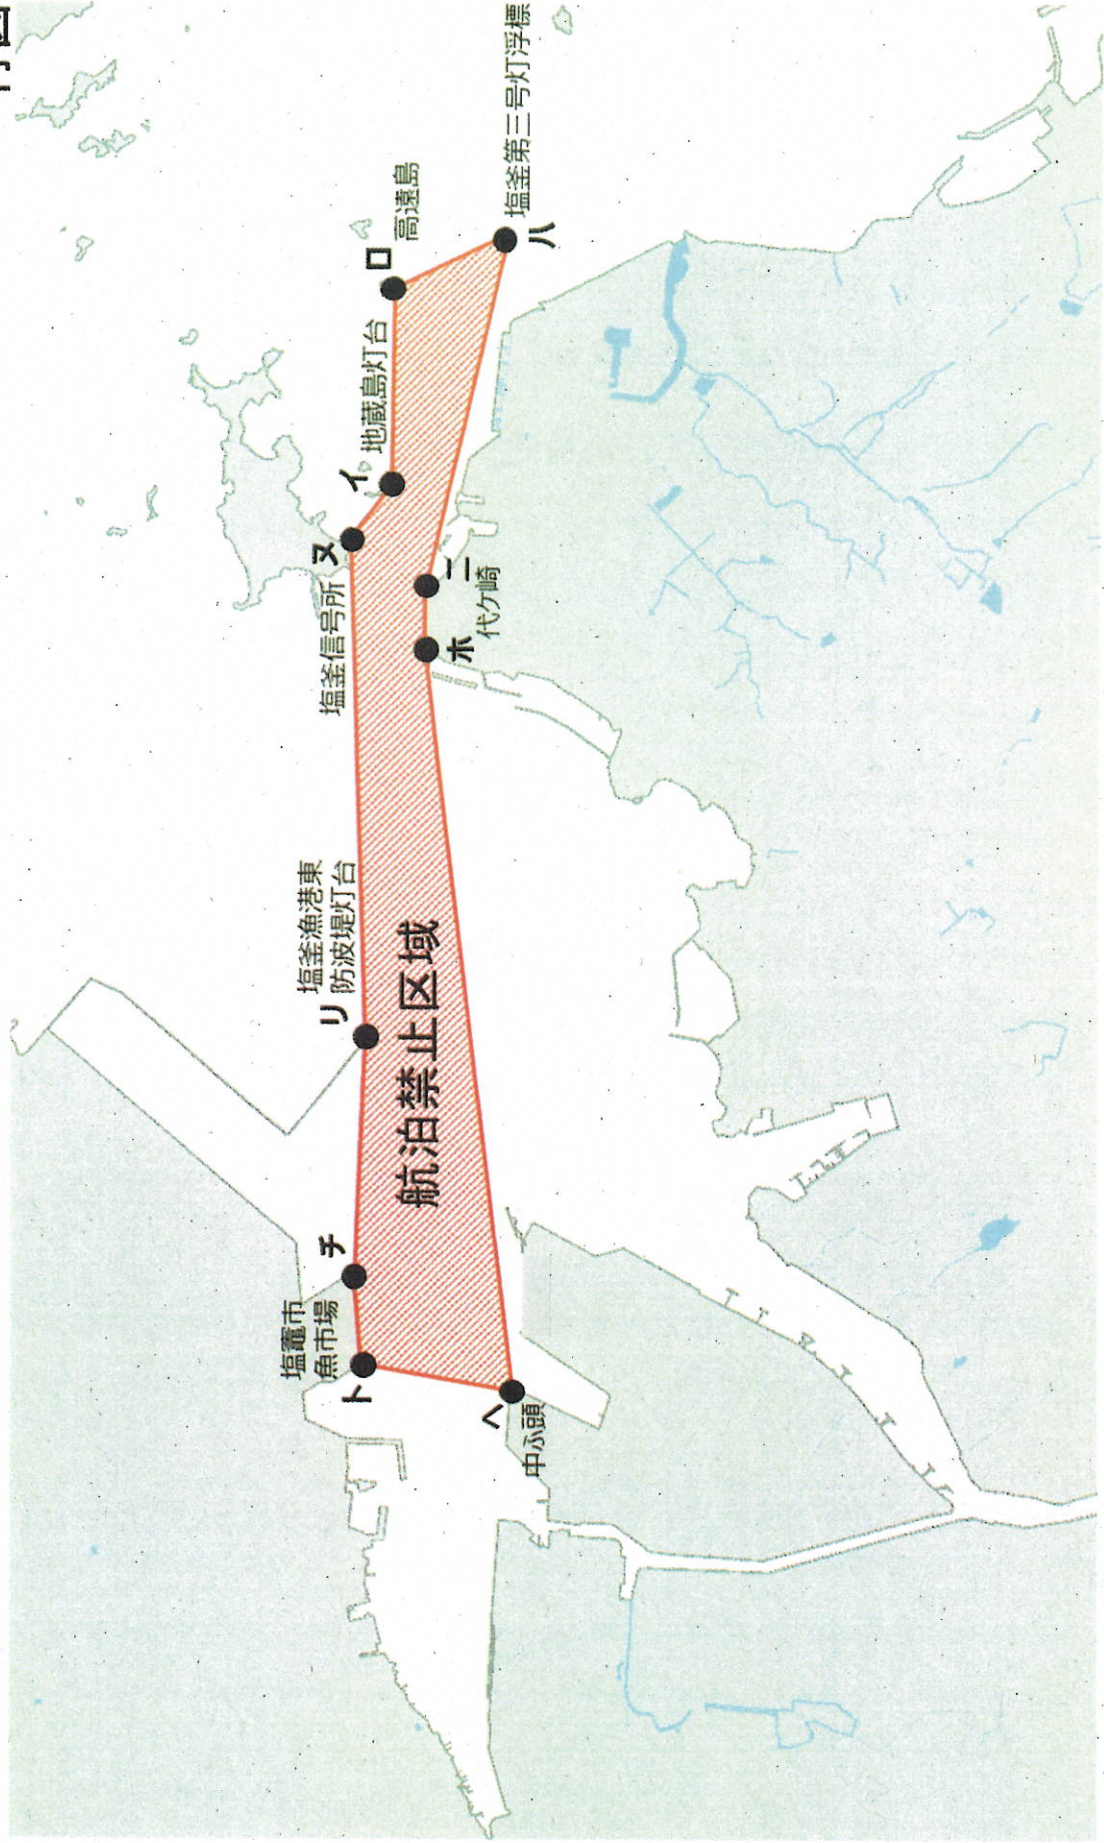 塩竈市
魚市場
チ
ト
ヘ
中ふ頭
リ
塩釜漁港東
防波堤灯台
航泊禁止区域
塩釜信号所
ヌ
イ
地蔵島灯台
ロ
高遠島
ホ
ニ
代ケ崎
ハ
塩釜第三号灯浮標